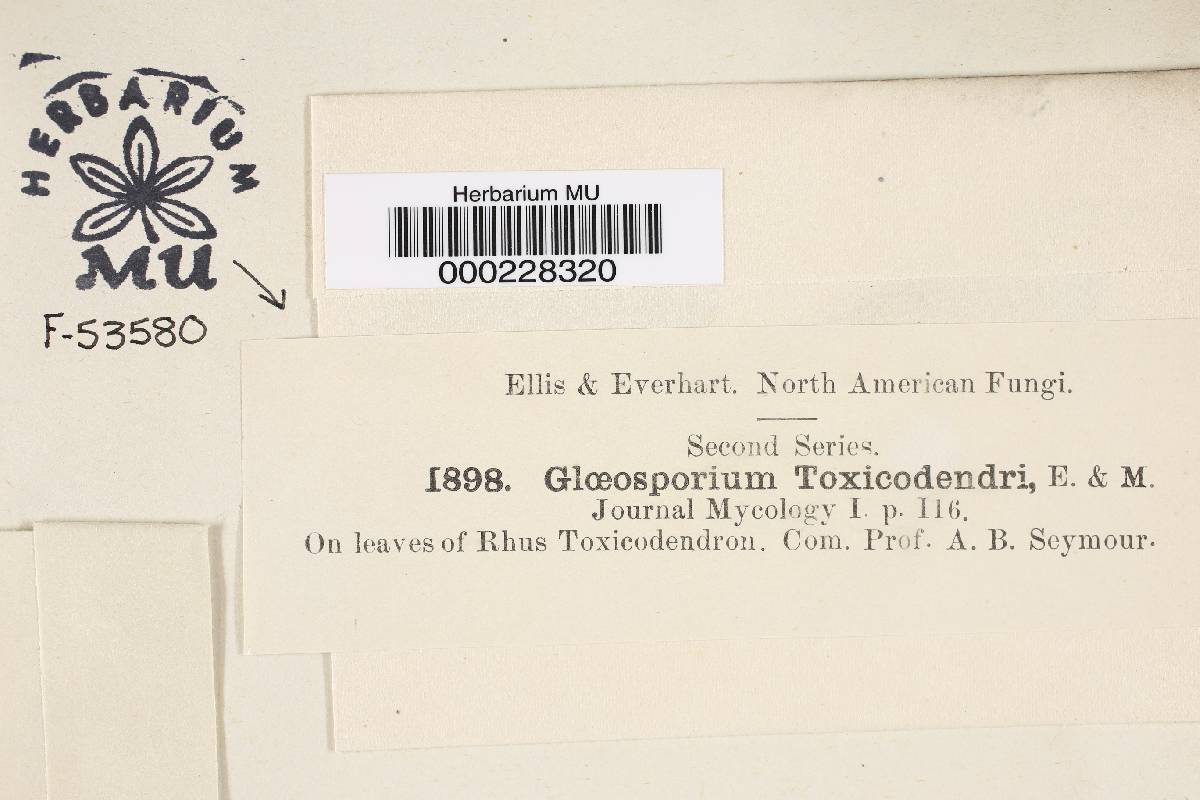 HERBARIUM
MU
F-53580
Herbarium MU
000228320
Ellis & Everhart. North American Fungi.
Second Series.
1898. Glœosporium Toxicodendri, E. & M.
Journal Mycology I. p. 116.
On leaves of Rhus Toxicodendron. Com. Prof. A. B. Seymour.